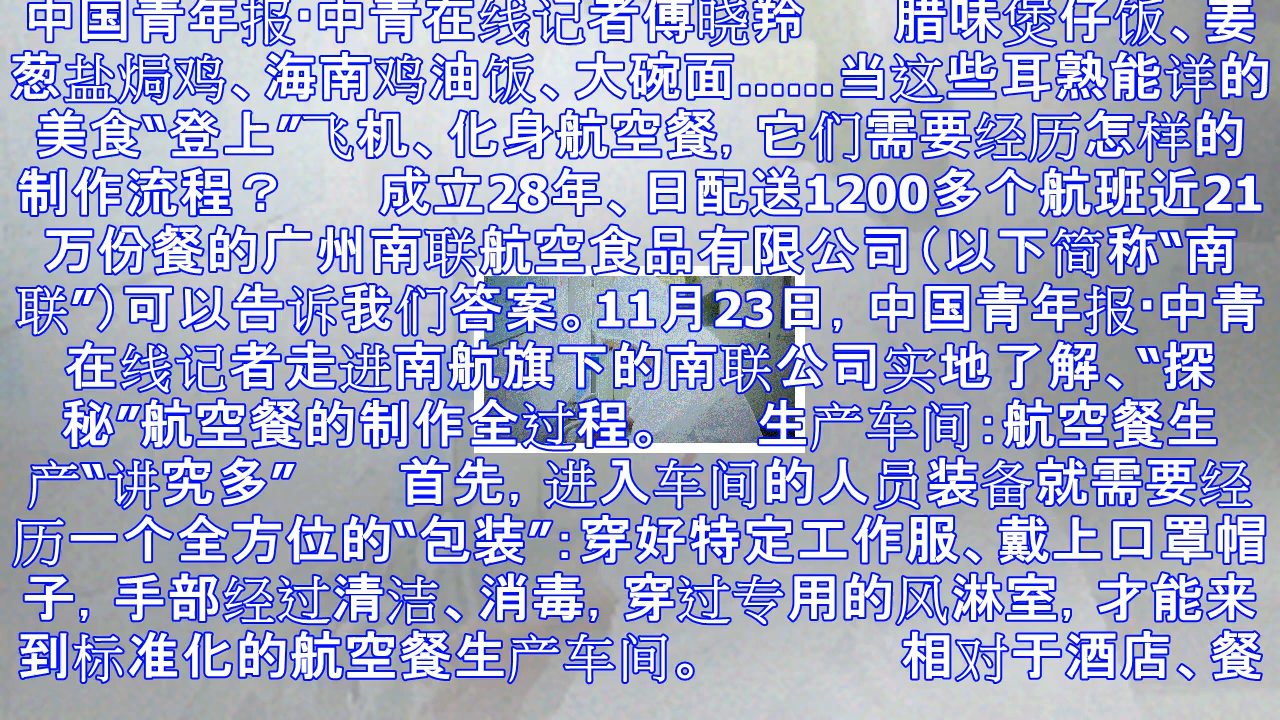 中国青年报·中青在线记者傅晓羚　　腊味煲仔饭、姜
葱盐焗鸡、海南鸡油饭、大碗面……当这些耳熟能详的
美食“登上”飞机、化身航空餐，它们需要经历怎样的
制作流程？　　成立28年、日配送1200多个航班近21
万份餐的广州南联航空食品有限公司（以下简称“南
联”）可以告诉我们答案。11月23日，中国青年报·中青
在线记者走进南航旗下的南联公司实地了解、“探
秘”航空餐的制作全过程。　　生产车间：航空餐生
产“讲究多”　　首先，进入车间的人员装备就需要经
历一个全方位的“包装”：穿好特定工作服、戴上口罩帽
子，手部经过清洁、消毒，穿过专用的风淋室，才能来
到标准化的航空餐生产车间。　　　　相对于酒店、餐